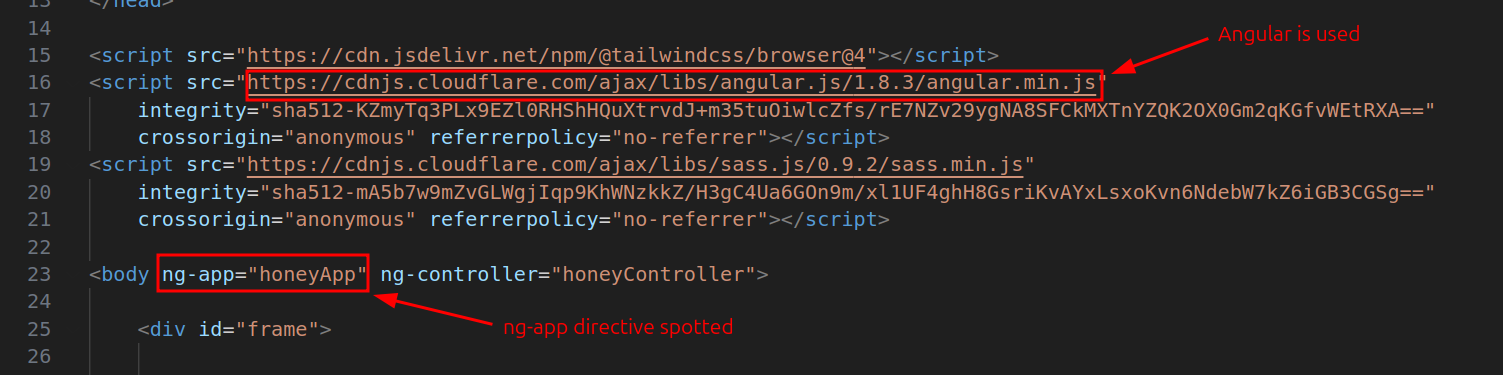 13 </head>
14
15 <script src="https://cdn.jsdelivr.net/npm/@tailwindcss/browser@4"></script>
Angular is used
16 <script src="https://cdnjs.cloudflare.com/ajax/libs/angular.js/1.8.3/angular.min.js"
17 integrity="sha512-KZmyTq3PLx9EZl0RHShHQuXtrvdJ+m35tuOiwlcZfs/rE7NZv29ygNA8SFCkMXTnYZQK2OX0Gm2qKGfvWEtRXA=="
18 crossorigin="anonymous" referrerpolicy="no-referrer"></script>
19 <script src="https://cdnjs.cloudflare.com/ajax/libs/sass.js/0.9.2/sass.min.js"
20 integrity="sha512-mA5b7w9mZvGLWgjIqp9KhWNzkkZ/H3gC4Ua6GOn9m/xl1UF4ghH8GsriKvAYxLsxoKvn6NdebW7kZ6iGB3CGSg=="
21 crossorigin="anonymous" referrerpolicy="no-referrer"></script>
22
23 <body ng-app="honeyApp" ng-controller="honeyController">
24
25 <div id="frame">
ng-app directive spotted
26